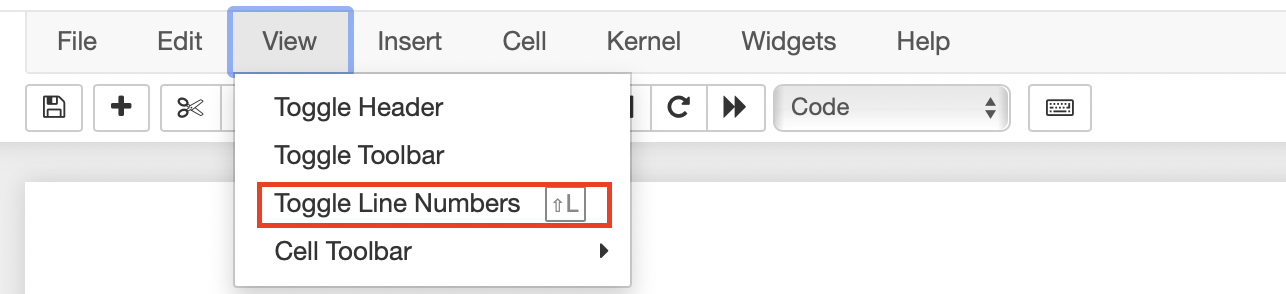 File Edit View Insert Cell Kernel Widgets Help
Code
Toggle Header
Toggle Toolbar
Toggle Line Numbers ⇧L
Cell Toolbar